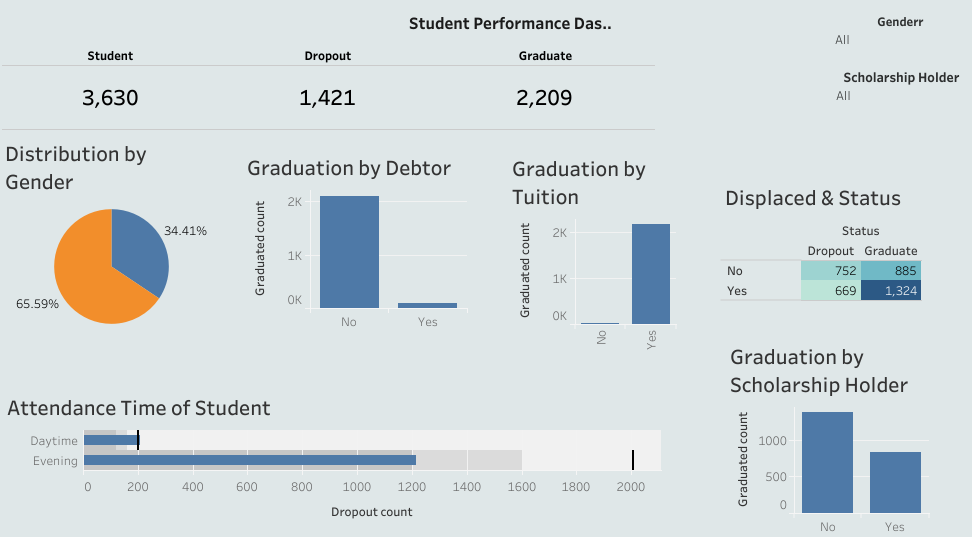 Student Performance Das..
Genderr
All
Scholarship Holder
All
Student Dropout Graduate
3,630 1,421 2,209
Distribution by
Gender
34.41%
65.59%
Graduation by Debtor
Graduated count
2K
1K
0K
No Yes
Graduation by
Tuition
Graduated count
2K
1K
0K
No
Yes
Displaced & Status
Status
Dropout Graduate
No 752 885
Yes 669 1,324
Attendance Time of Student
Daytime
Evening
0 200 400 600 800 1000 1200 1400 1600 1800 2000
Dropout count
Graduation by
Scholarship Holder
Graduated count
1000
500
0
No Yes